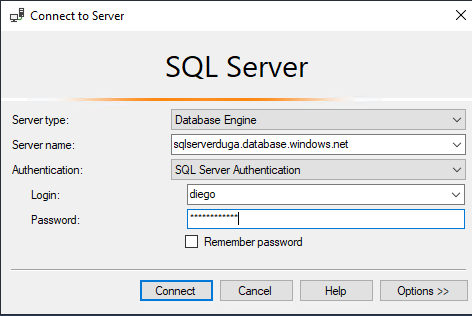 Connect to Server
SQL Server
Server type: Database Engine
Server name: sqlserverduga.database.windows.net
Authentication: SQL Server Authentication
Login: diego
Password: ************
Remember password
Connect Cancel Help Options >>